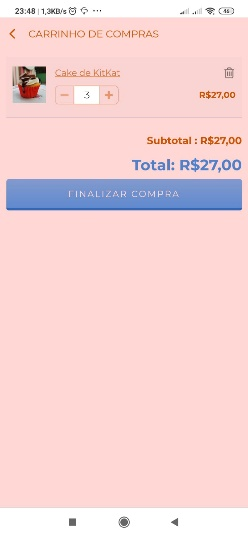 23:48 | 1,3KB/s ...
48
CARRINHO DE COMPRAS
Cake de KitKat
− 3 +
R$27,00
Subtotal : R$27,00
Total: R$27,00
FINALIZAR COMPRA